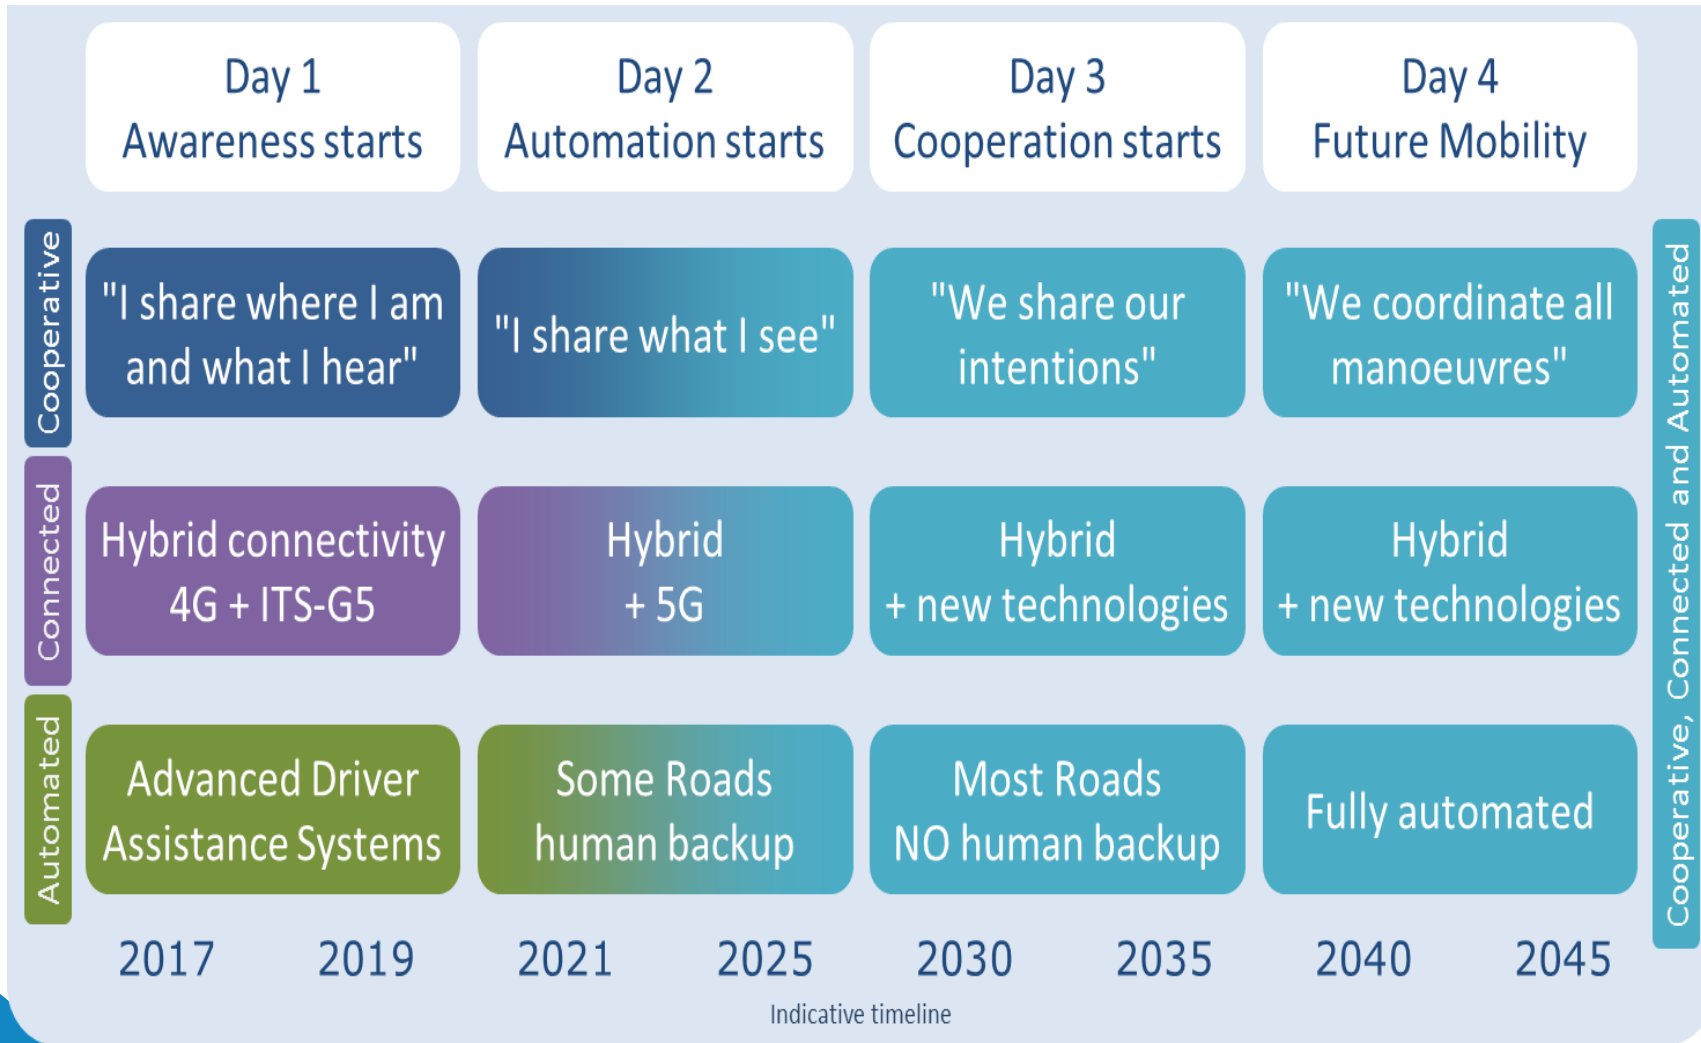 Day 1
Awareness starts
Day 2
Automation starts
Day 3
Cooperation starts
Day 4
Future Mobility
Cooperative
"I share where I am
and what I hear"
"I share what I see"
"We share our
intentions"
"We coordinate all
manoeuvres"
Connected
Hybrid connectivity
4G + ITS-G5
Hybrid
+ 5G
Hybrid
+ new technologies
Hybrid
+ new technologies
Automated
Advanced Driver
Assistance Systems
Some Roads
human backup
Most Roads
NO human backup
Fully automated
Cooperative, Connected and Automated
2017 2019 2021 2025 2030 2035 2040 2045
Indicative timeline